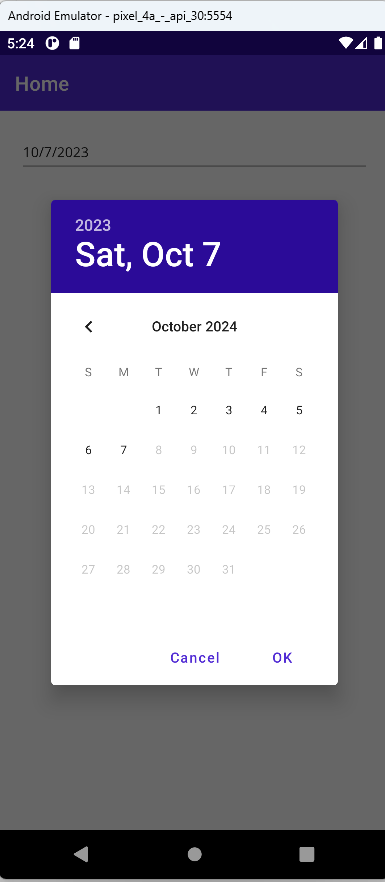 Android Emulator - pixel_4a_-_api_30:5554
5:24
Home
10/7/2023
2023
Sat, Oct 7
October 2024
S M T W T F S
1 2 3 4 5
6 7 8 9 10 11 12
13 14 15 16 17 18 19
20 21 22 23 24 25 26
27 28 29 30 31
Cancel OK